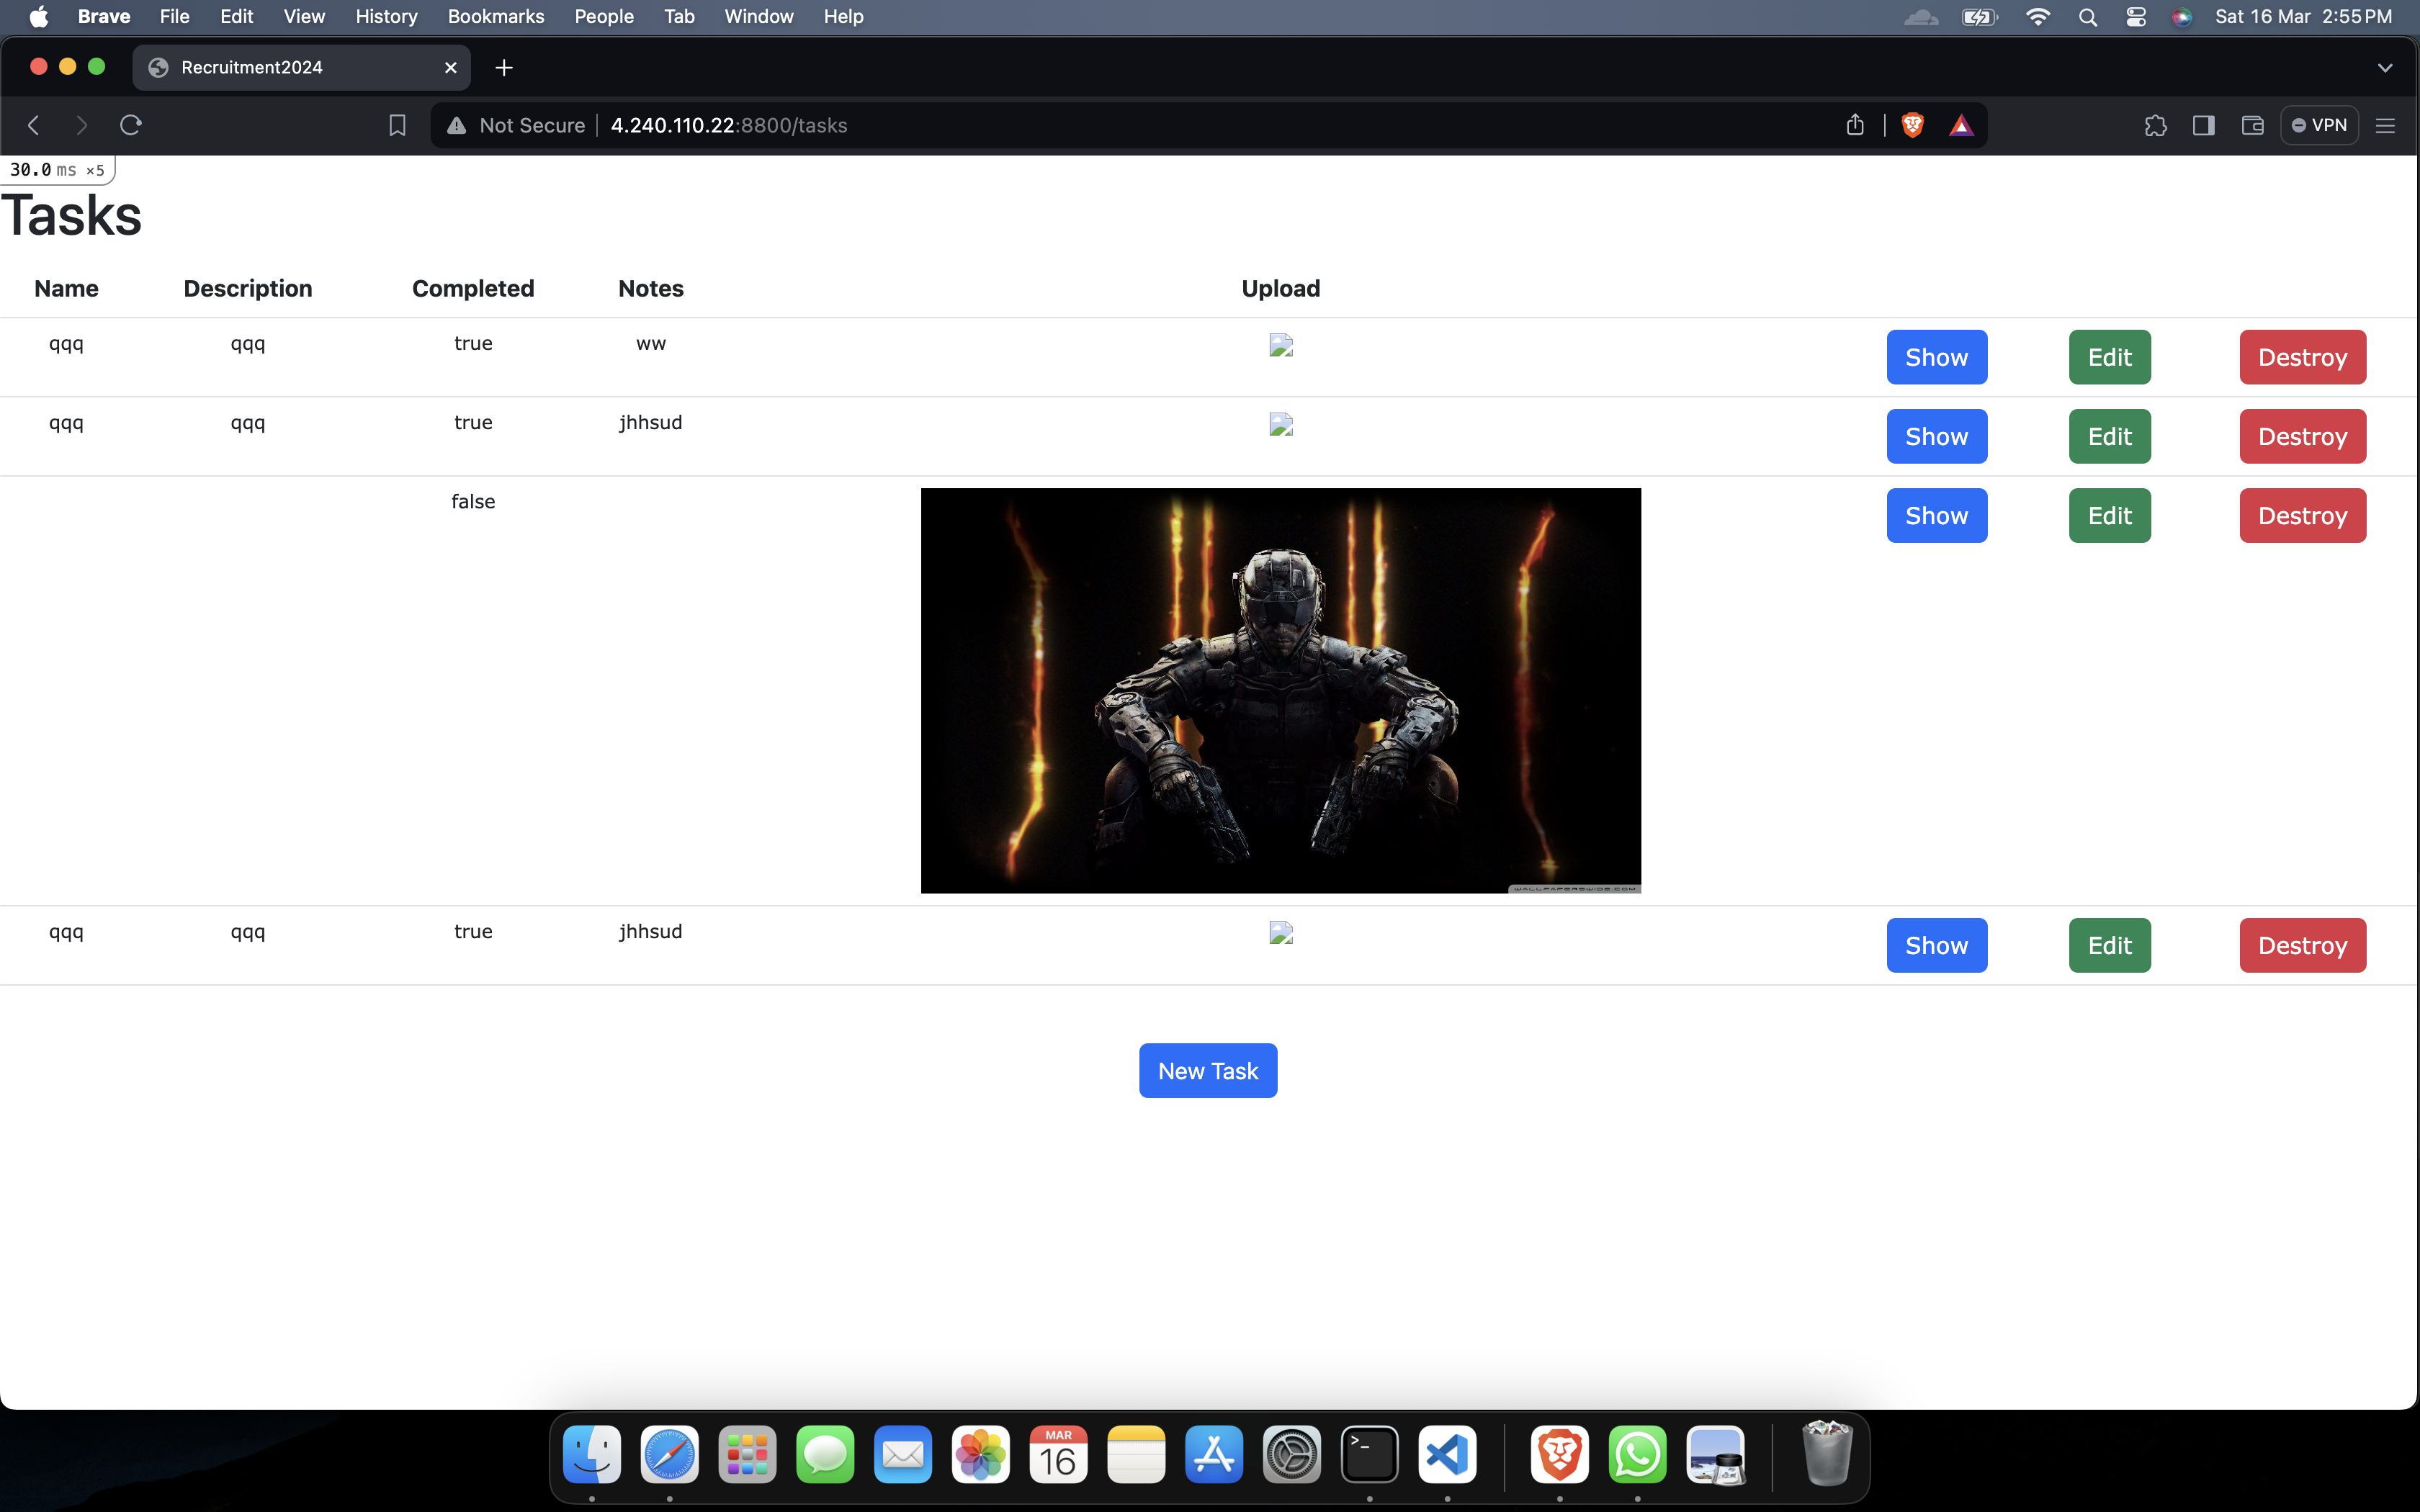 Brave File Edit View History Bookmarks People Tab Window Help Sat 16 Mar 2:55 PM
Recruitment2024
Not Secure 4.240.110.22:8800/tasks VPN
30.0 ms ×5
Tasks
Name Description Completed Notes Upload
qqq qqq true ww Show Edit Destroy
qqq qqq true jhhsud Show Edit Destroy
false Show Edit Destroy
WALLPAPERSWIDE.COM
qqq qqq true jhhsud Show Edit Destroy
New Task
MAR
16